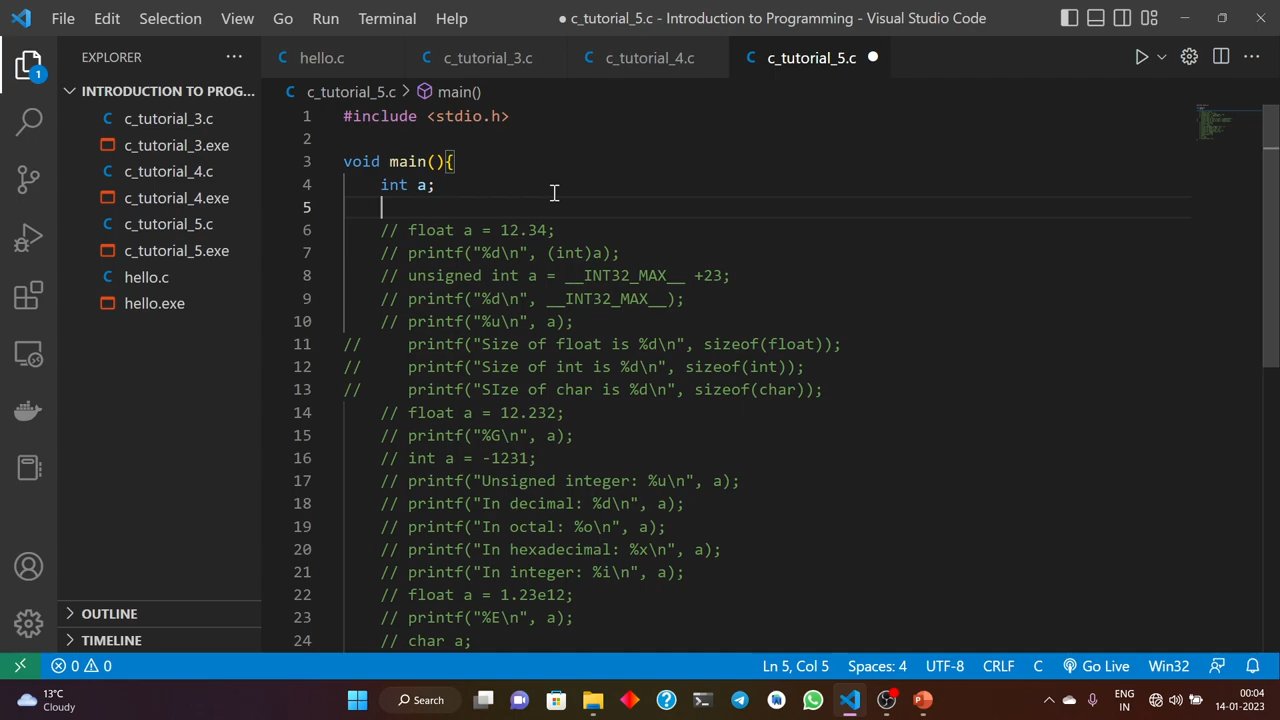 File Edit Selection View Go Run Terminal Help
● c_tutorial_5.c - Introduction to Programming - Visual Studio Code
EXPLORER ...
hello.c c_tutorial_3.c c_tutorial_4.c c_tutorial_5.c
INTRODUCTION TO PROG...
c_tutorial_3.c
c_tutorial_3.exe
c_tutorial_4.c
c_tutorial_4.exe
c_tutorial_5.c
c_tutorial_5.exe
hello.c
hello.exe
OUTLINE
TIMELINE
1
c_tutorial_5.c > main()
1 #include <stdio.h>
2
3 void main(){
4 int a;
5
6 // float a = 12.34;
7 // printf("%d\n", (int)a);
8 // unsigned int a = __INT32_MAX__ +23;
9 // printf("%d\n", __INT32_MAX__);
10 // printf("%u\n", a);
11 // printf("Size of float is %d\n", sizeof(float));
12 // printf("Size of int is %d\n", sizeof(int));
13 // printf("SIze of char is %d\n", sizeof(char));
14 // float a = 12.232;
15 // printf("%G\n", a);
16 // int a = -1231;
17 // printf("Unsigned integer: %u\n", a);
18 // printf("In decimal: %d\n", a);
19 // printf("In octal: %o\n", a);
20 // printf("In hexadecimal: %x\n", a);
21 // printf("In integer: %i\n", a);
22 // float a = 1.23e12;
23 // printf("%E\n", a);
24 // char a;
0 0 Ln 5, Col 5 Spaces: 4 UTF-8 CRLF C Go Live Win32
13°C
Cloudy
Search
ENG
IN
00:04
14-01-2023